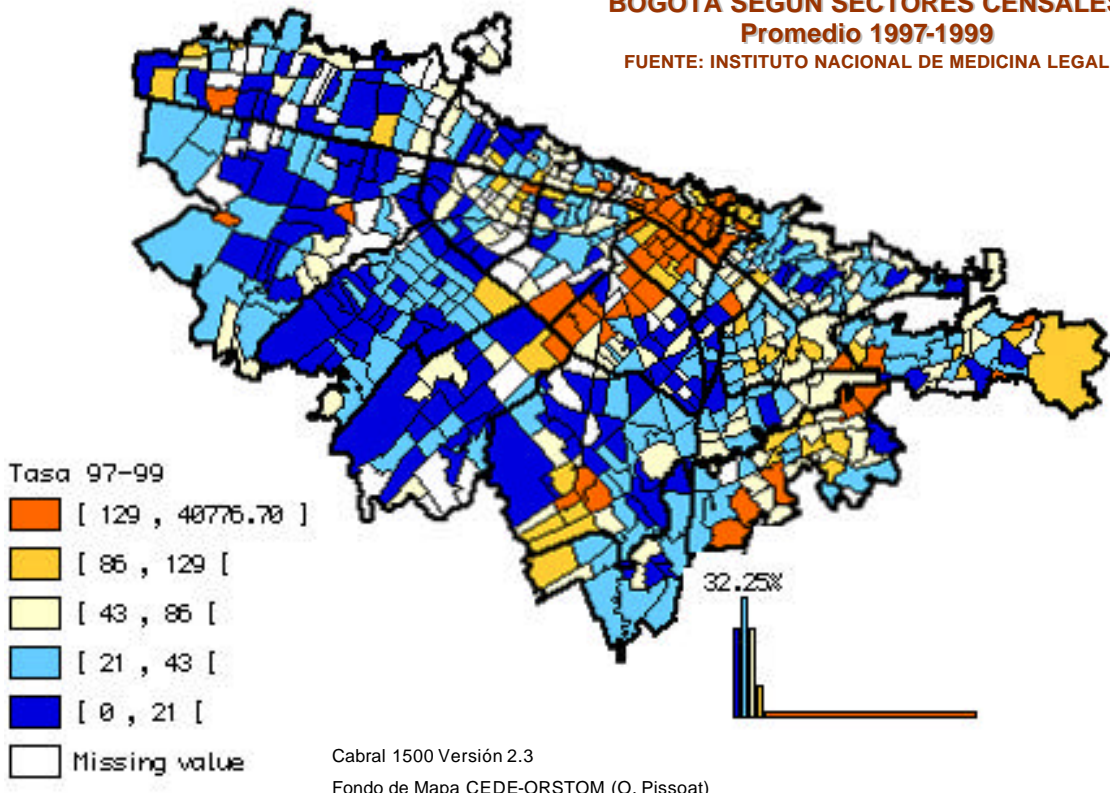 BOGOTA SEGÚN SECTORES CENSALES
Promedio 1997-1999
FUENTE: INSTITUTO NACIONAL DE MEDICINA LEGAL
Tasa 97-99
[ 129 , 40776.70 ]
[ 86 , 129 [
[ 43 , 86 [
[ 21 , 43 [
[ 0 , 21 [
Missing value
32.25%
Cabral 1500 Versión 2.3
Fondo de Mapa CEDE-ORSTOM (O. Pissoat)